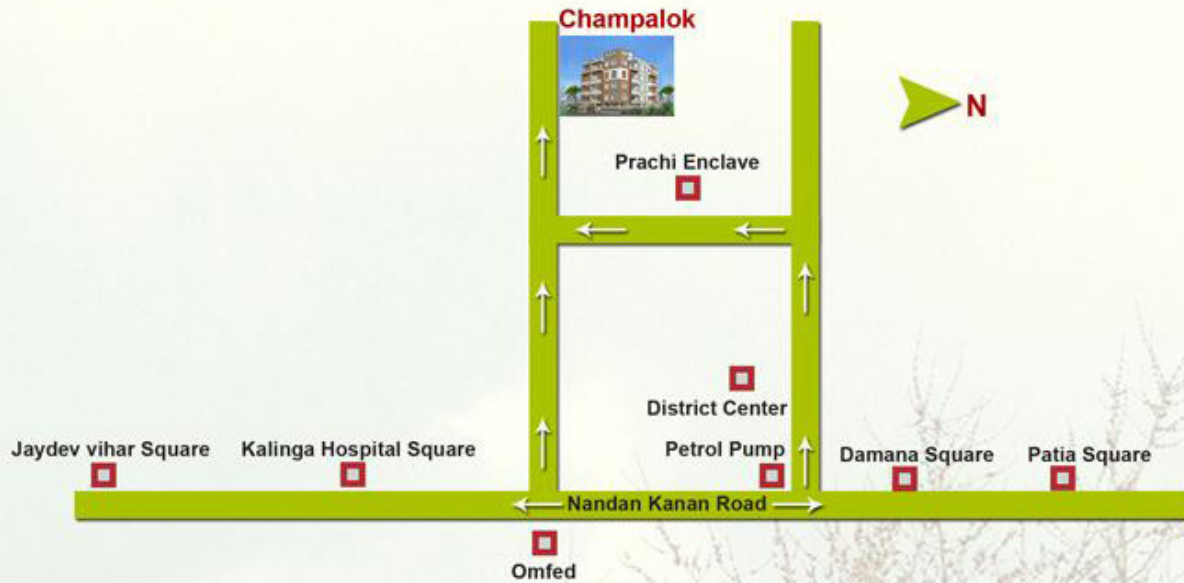 Champalok
N
Prachi Enclave
District Center
Jaydev vihar Square
Kalinga Hospital Square
Petrol Pump
Damana Square
Patia Square
Nandan Kanan Road
Omfed